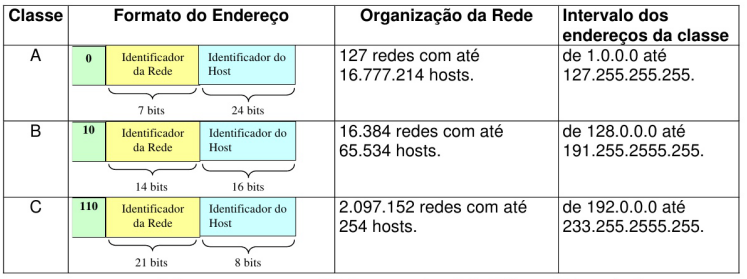 Classe Formato do Endereço Organização da Rede Intervalo dos
endereços da classe
A
0 Identificador Identificador do
da Rede Host
7 bits 24 bits
127 redes com até
16.777.214 hosts.
de 1.0.0.0 até
127.255.255.255.
B
10 Identificador Identificador do
da Rede Host
14 bits 16 bits
16.384 redes com até
65.534 hosts.
de 128.0.0.0 até
191.255.2555.255.
C
110 Identificador Identificador do
da Rede Host
21 bits 8 bits
2.097.152 redes com até
254 hosts.
de 192.0.0.0 até
233.255.2555.255.